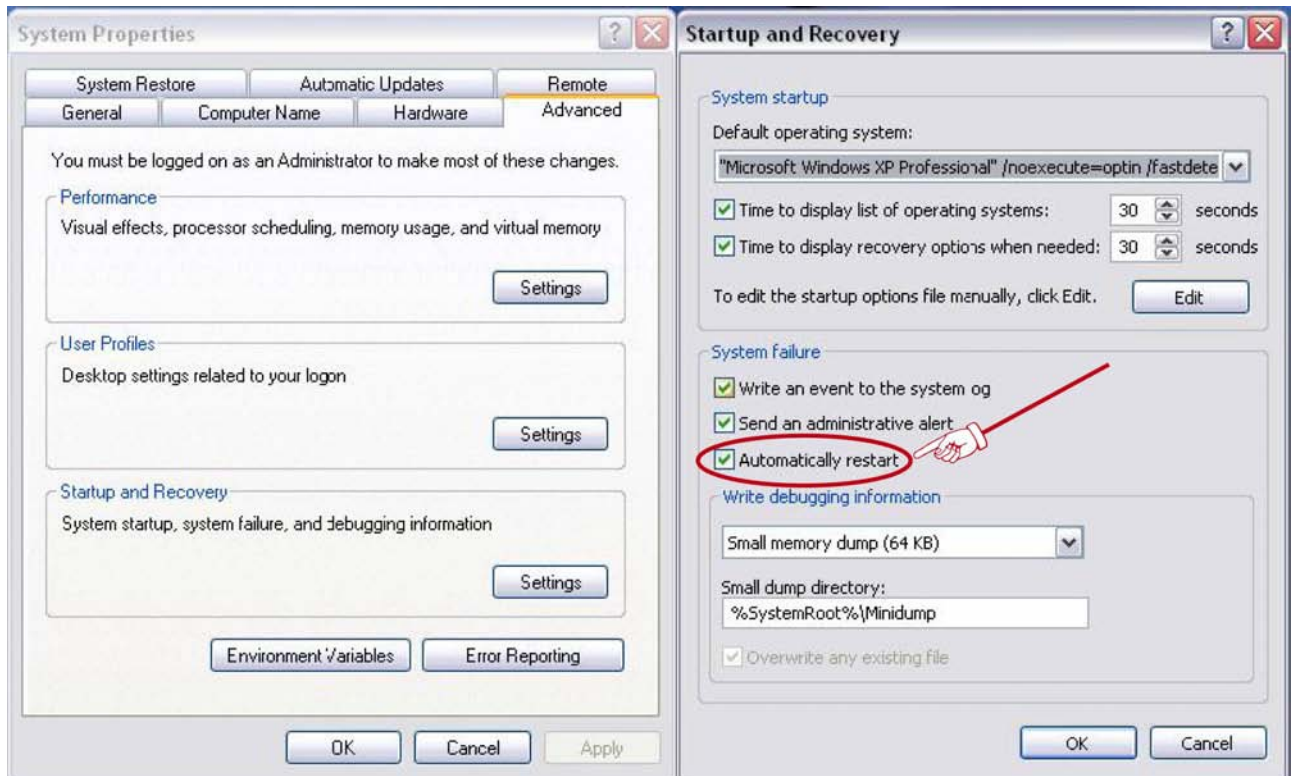 System Properties
System Restore
Automatic Updates
Remote
General
Computer Name
Hardware
Advanced
You must be logged on as an Administrator to make most of these changes.
Performance
Visual effects, processor scheduling, memory usage, and virtual memory
Settings
User Profiles
Desktop settings related to your logon
Settings
Startup and Recovery
System startup, system failure, and debugging information
Settings
Environment Variables
Error Reporting
OK
Cancel
Apply
Startup and Recovery
System startup
Default operating system:
"Microsoft Windows XP Professional" /noexecute=optin /fastdete
Time to display list of operating systems: 30 seconds
Time to display recovery options when needed: 30 seconds
To edit the startup options file manually, click Edit.
Edit
System failure
Write an event to the system og
Send an administrative alert
Automatically restart
Write debugging information
Small memory dump (64 KB)
Small dump directory:
%SystemRoot%\Minidump
Overwrite any existing file
OK
Cancel